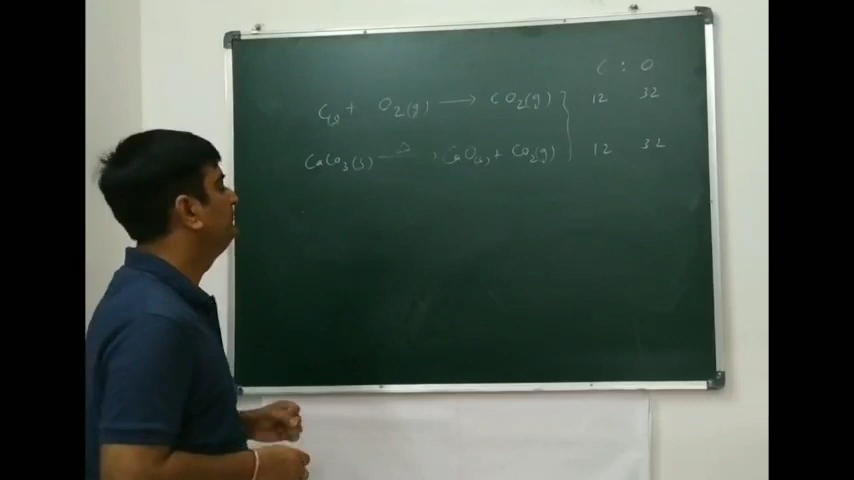 C : O
C(s) + O2(g) → CO2(g) } 12 32
CaCO3(s) —Δ→ CaO(s) + CO2(g) } 12 32